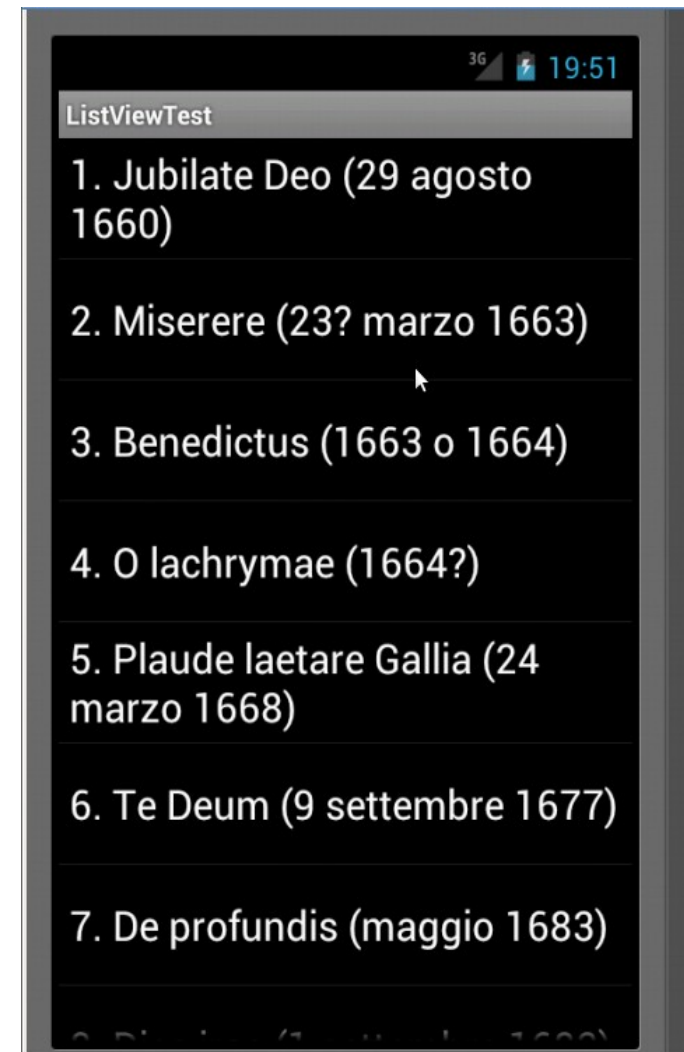 3G 19:51
ListViewTest
1. Jubilate Deo (29 agosto
1660)
2. Miserere (23? marzo 1663)
3. Benedictus (1663 o 1664)
4. O lachrymae (1664?)
5. Plaude laetare Gallia (24
marzo 1668)
6. Te Deum (9 settembre 1677)
7. De profundis (maggio 1683)